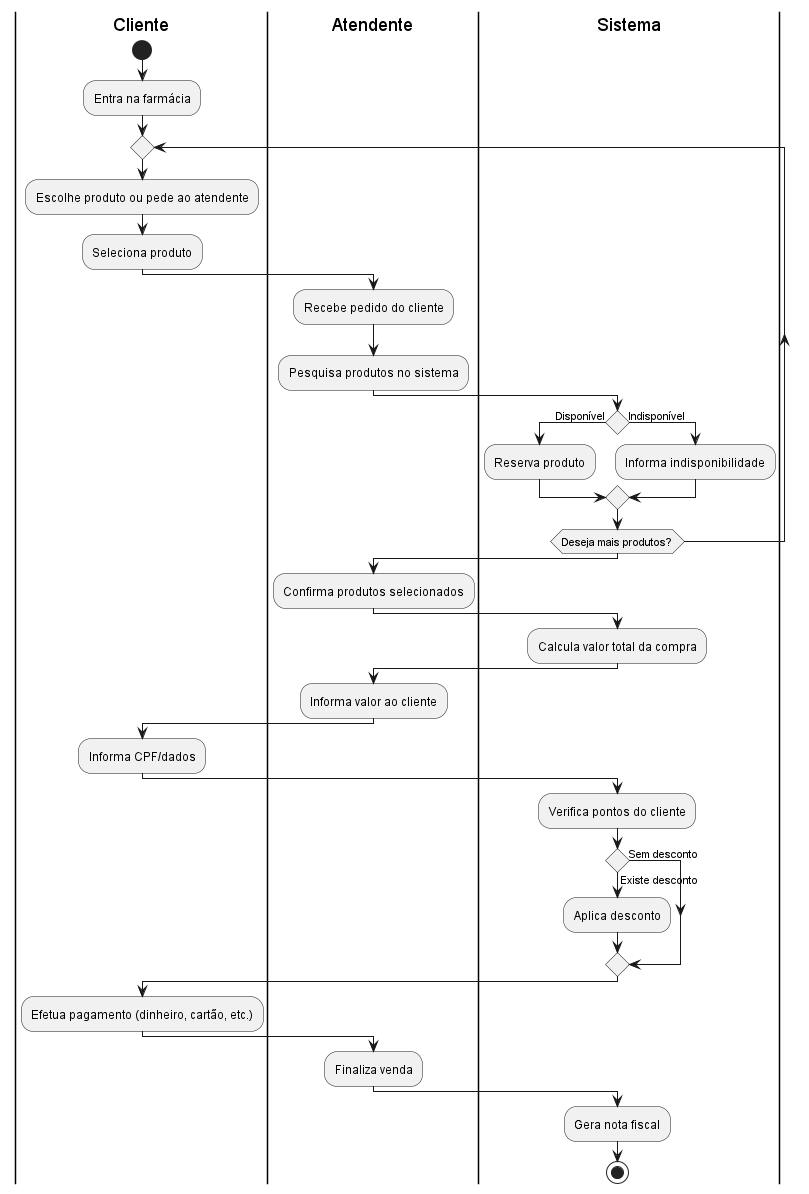 Cliente
Atendente
Sistema
Entra na farmácia
Escolhe produto ou pede ao atendente
Seleciona produto
Recebe pedido do cliente
Pesquisa produtos no sistema
Disponível
Indisponível
Reserva produto
Informa indisponibilidade
Deseja mais produtos?
Confirma produtos selecionados
Calcula valor total da compra
Informa valor ao cliente
Informa CPF/dados
Verifica pontos do cliente
Sem desconto
Existe desconto
Aplica desconto
Efetua pagamento (dinheiro, cartão, etc.)
Finaliza venda
Gera nota fiscal